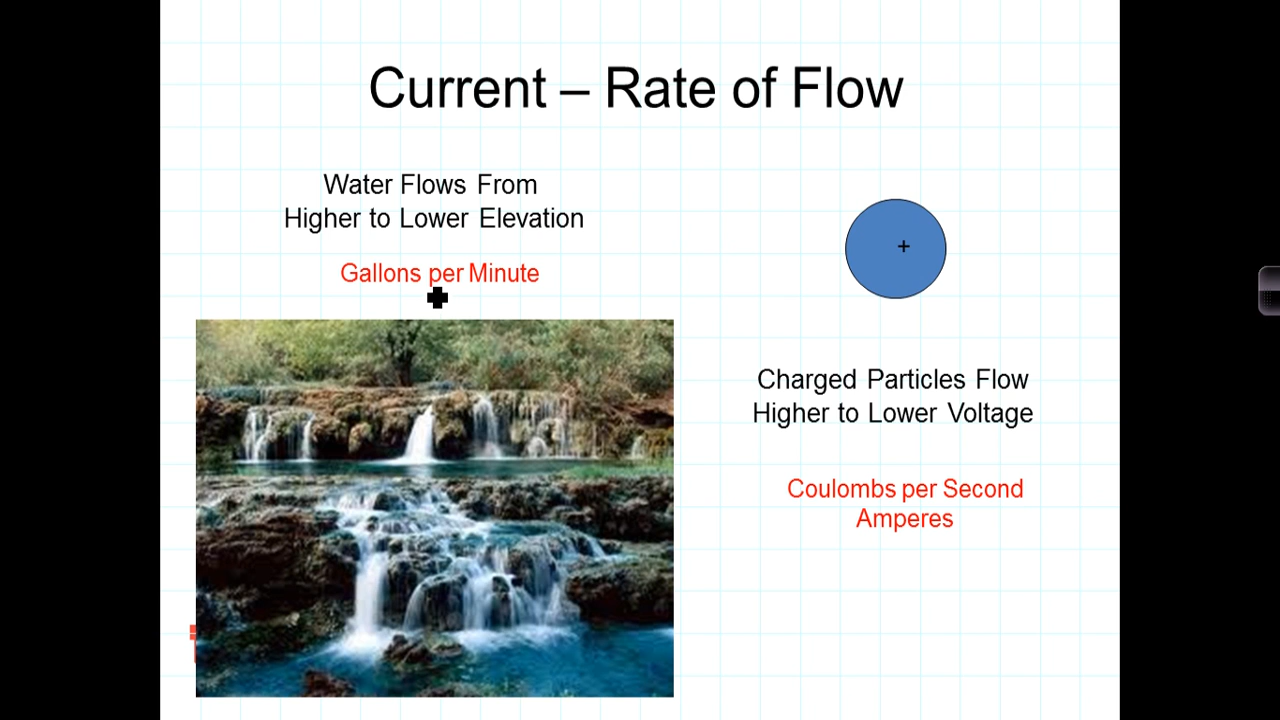 Current – Rate of Flow
Water Flows From
Higher to Lower Elevation
Gallons per Minute
+
Charged Particles Flow
Higher to Lower Voltage
Coulombs per Second
Amperes